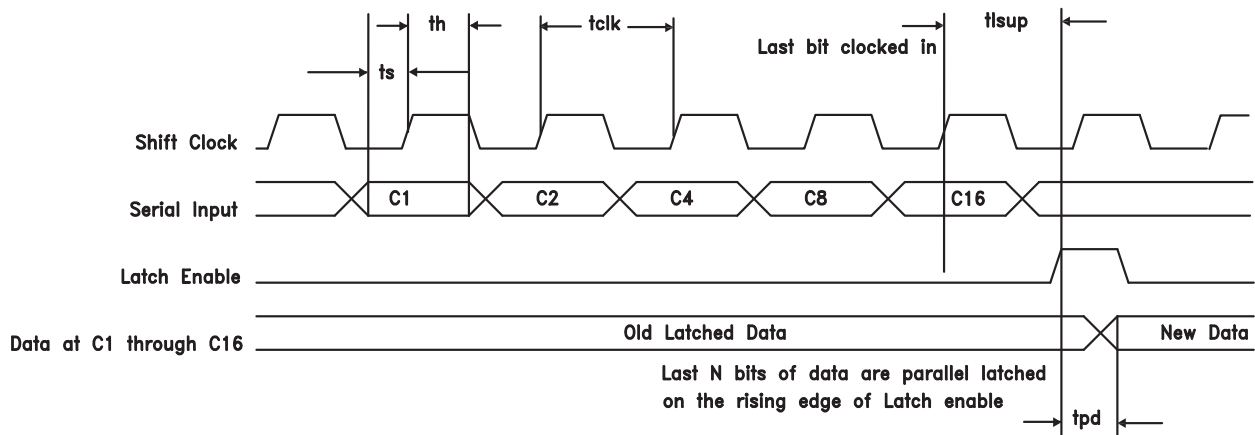 th
tclk
tlsup
Last bit clocked in
ts
Shift Clock
Serial Input
C1
C2
C4
C8
C16
Latch Enable
Data at C1 through C16
Old Latched Data
New Data
Last N bits of data are parallel latched
on the rising edge of Latch enable
tpd